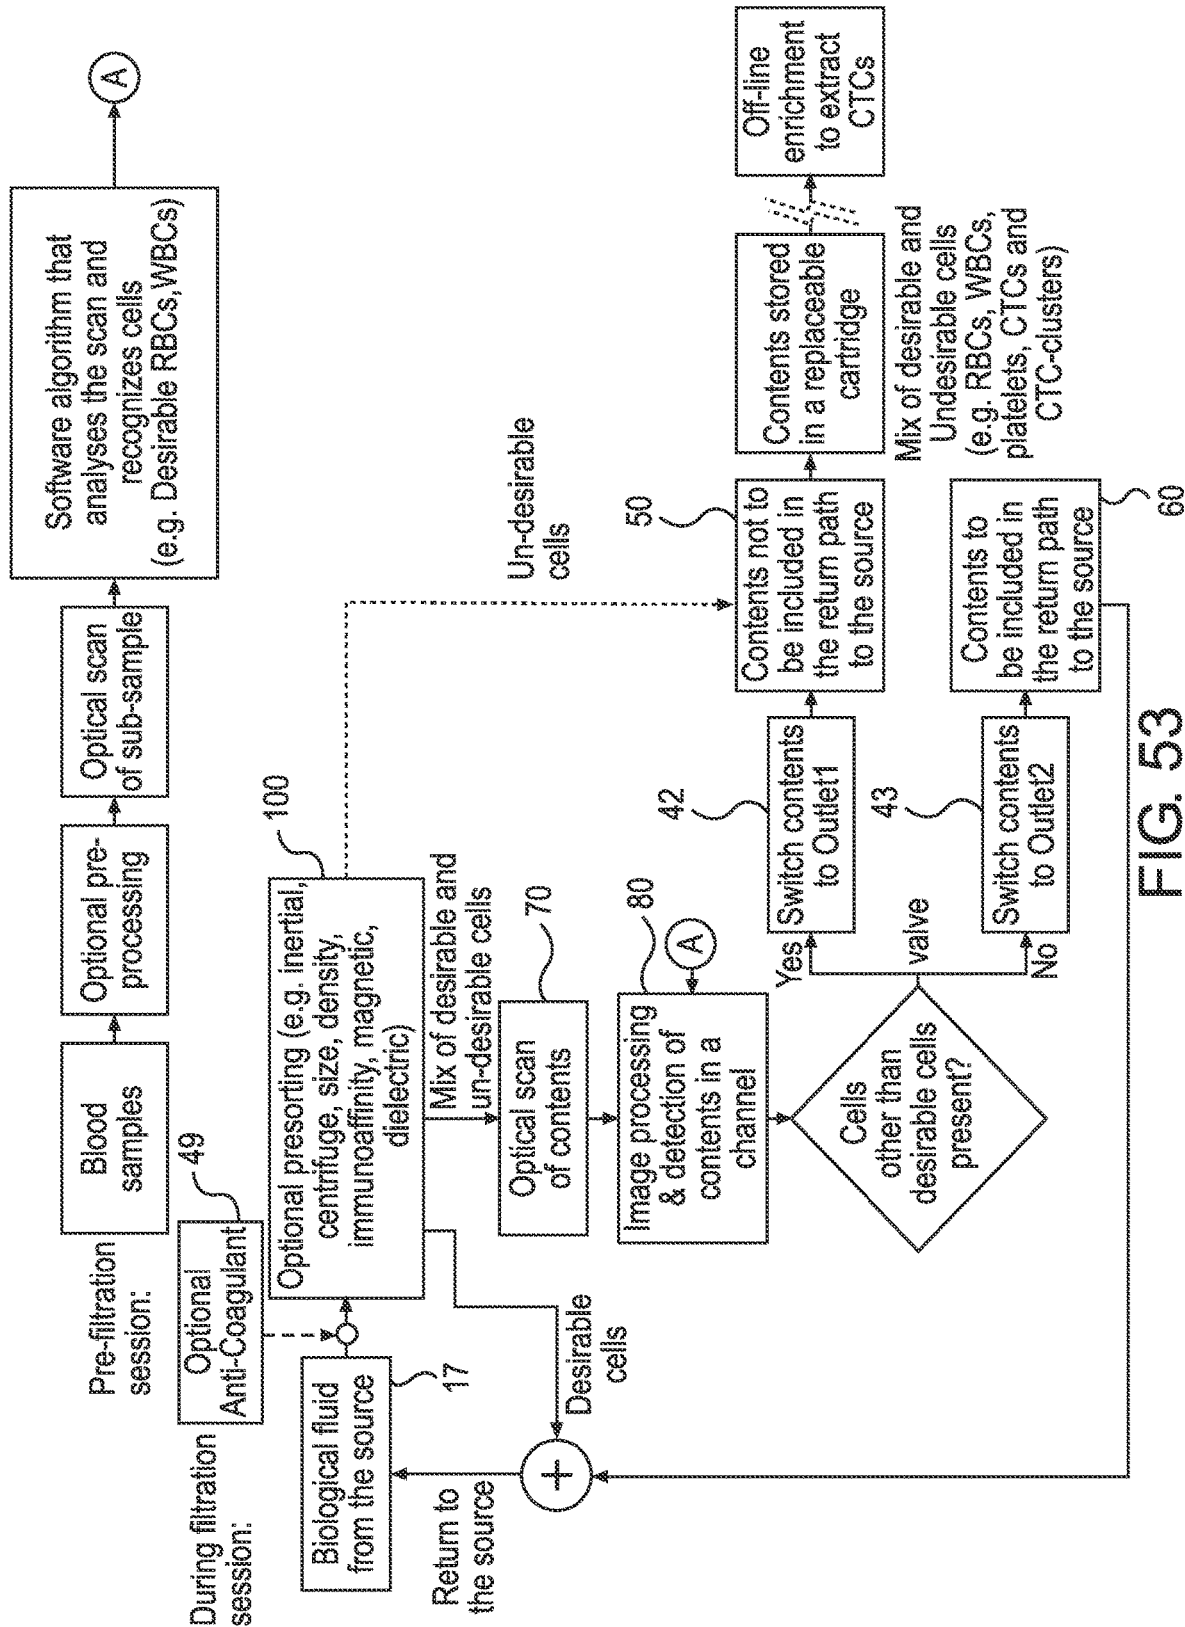 Pre-filtration
session:
Blood
samples
Optional pre-
processing
Optical scan
of sub-sample
Software algorithm that
analyses the scan and
recognizes cells
(e.g. Desirable RBCs,WBCs)
A
During filtration
session:
Optional
Anti-Coagulant
49
Biological fluid
from the source
17
Optional presorting (e.g. inertial,
centrifuge, size, density,
immunoaffinity, magnetic,
dielectric)
100
Un-desirable
cells
Return to
the source
+
Desirable
cells
Mix of desirable and
un-desirable cells
Optical scan
of contents
70
Image processing
& detection of
contents in a
channel
80
A
Cells
other than
desirable cells
present?
Yes
valve
No
Switch contents
to Outlet1
42
Switch contents
to Outlet2
43
Contents not to
be included in
the return path
to the source
50
Contents to
be included in
the return path
to the source
60
Contents stored
in a replaceable
cartridge
Mix of desirable and
Undesirable cells
(e.g. RBCs, WBCs,
platelets, CTCs and
CTC-clusters)
Off-line
enrichment
to extract
CTCs
FIG. 53